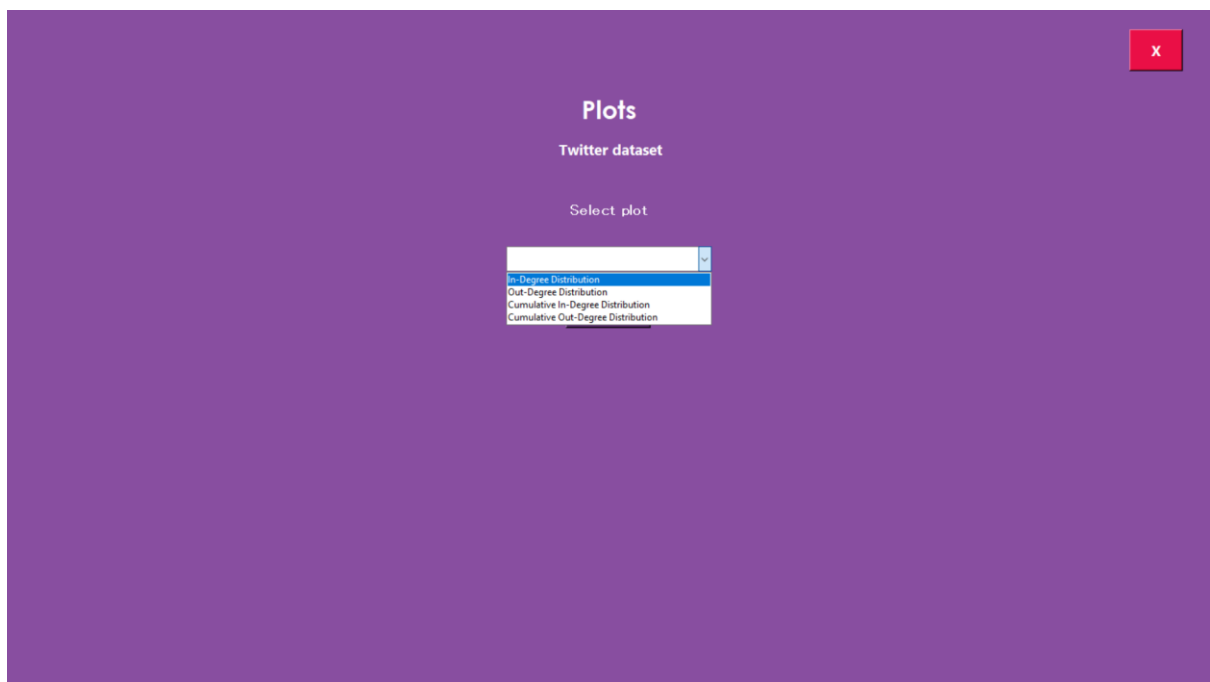 X
Plots
Twitter dataset
Select plot
In-Degree Distribution
Out-Degree Distribution
Cumulative In-Degree Distribution
Cumulative Out-Degree Distribution